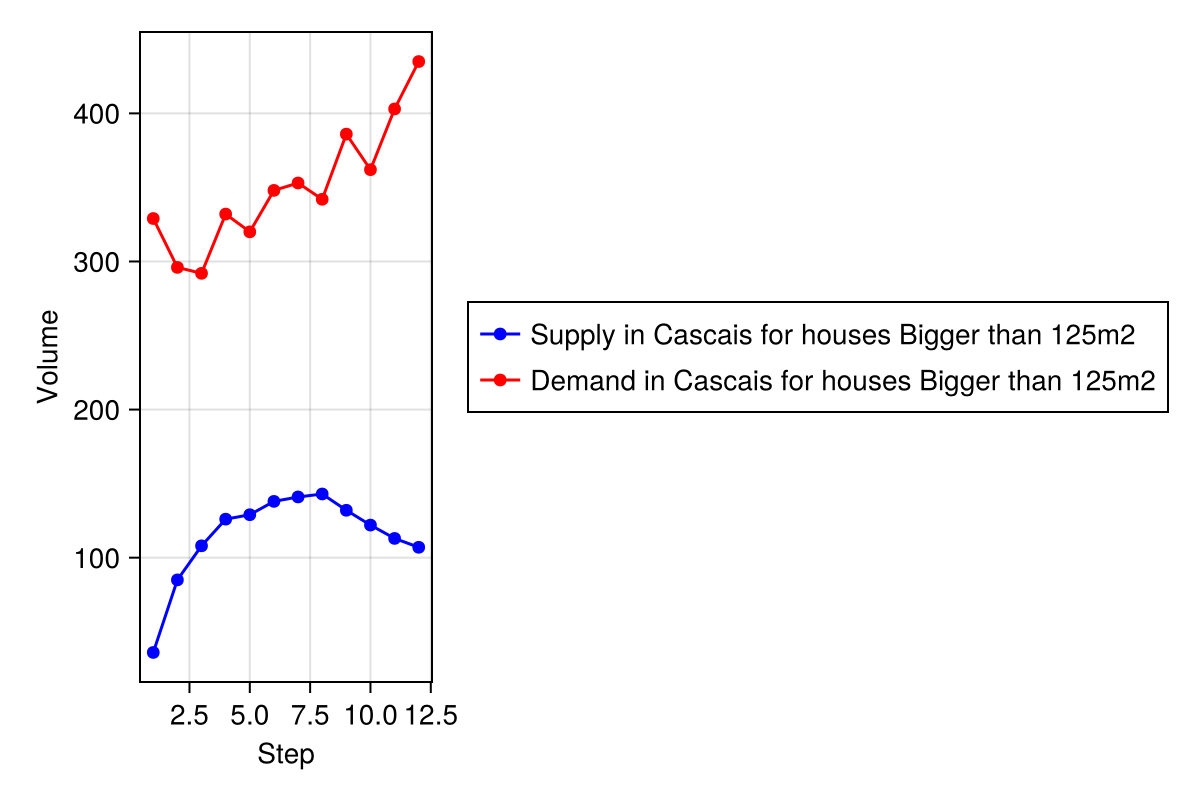 Volume
400
300
200
100
2.5 5.0 7.5 10.0 12.5
Step
Supply in Cascais for houses Bigger than 125m2
Demand in Cascais for houses Bigger than 125m2